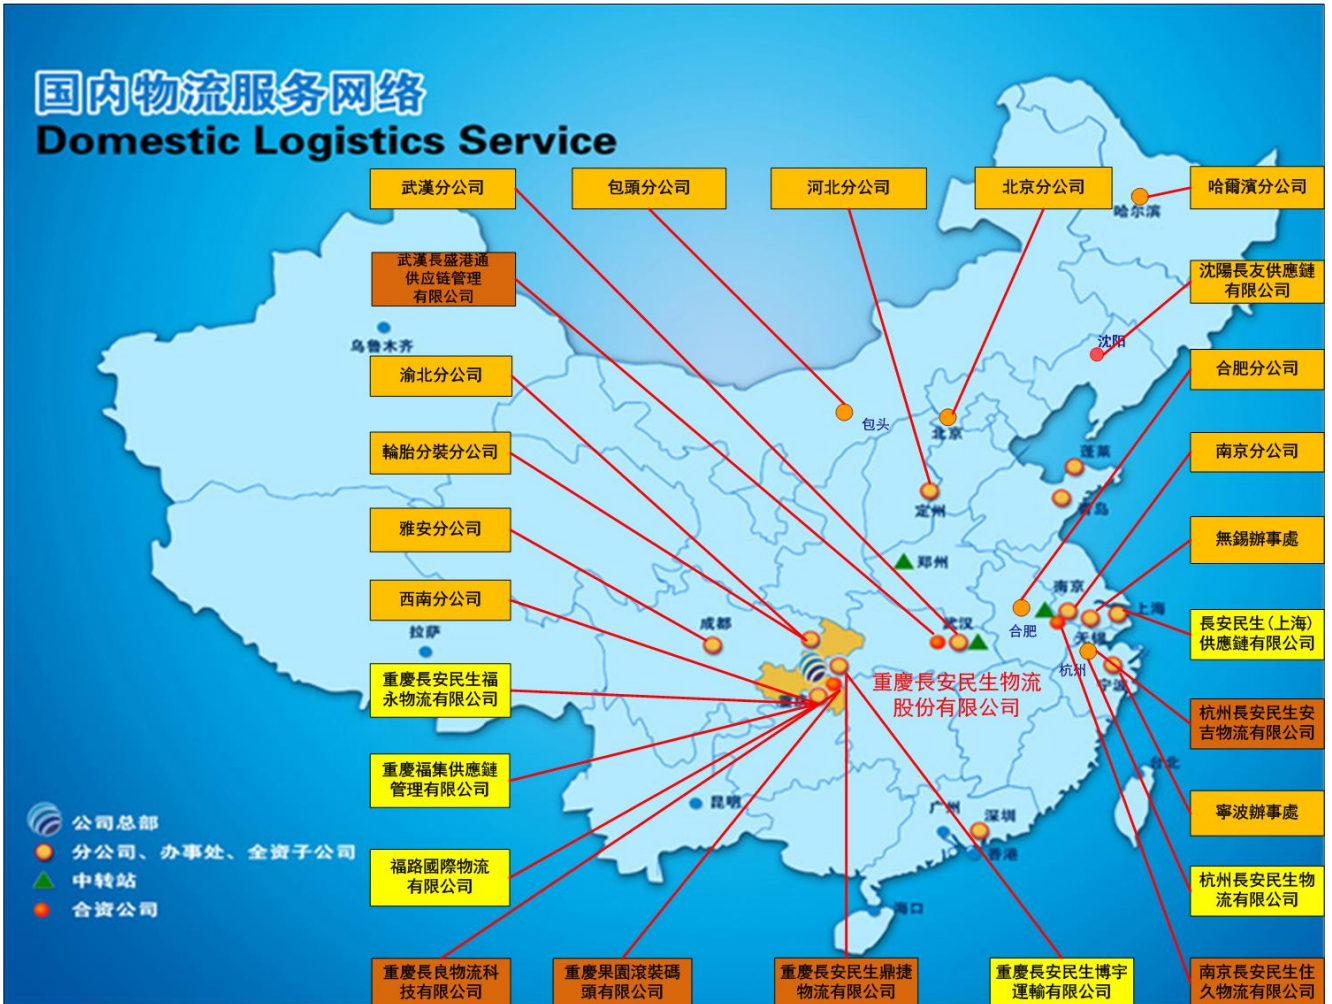 国内物流服务网络
Domestic Logistics Service
武漢分公司
包頭分公司
河北分公司
北京分公司
哈爾濱分公司
哈尔滨
武漢長盛港通
供应链管理
有限公司
沈陽長友供應鏈
有限公司
乌鲁木齐
沈阳
渝北分公司
合肥分公司
包头
北京
輪胎分裝分公司
南京分公司
蓬莱
定州
青岛
雅安分公司
無錫辦事處
郑州
西南分公司
南京
上海
成都
武汉
合肥
无锡
長安民生(上海)
供應鏈有限公司
拉萨
杭州
宁波
重慶長安民生福
永物流有限公司
重庆
重慶長安民生物流
股份有限公司
杭州長安民生安
吉物流有限公司
重慶福集供應鏈
管理有限公司
台北
昆明
广州
深圳
香港
寧波辦事處
公司总部
分公司、办事处、全资子公司
中转站
合资公司
福路國際物流
有限公司
杭州長安民生物
流有限公司
海口
重慶長良物流科
技有限公司
重慶果園滾裝碼
頭有限公司
重慶長安民生鼎捷
物流有限公司
重慶長安民生博宇
運輸有限公司
南京長安民生住
久物流有限公司